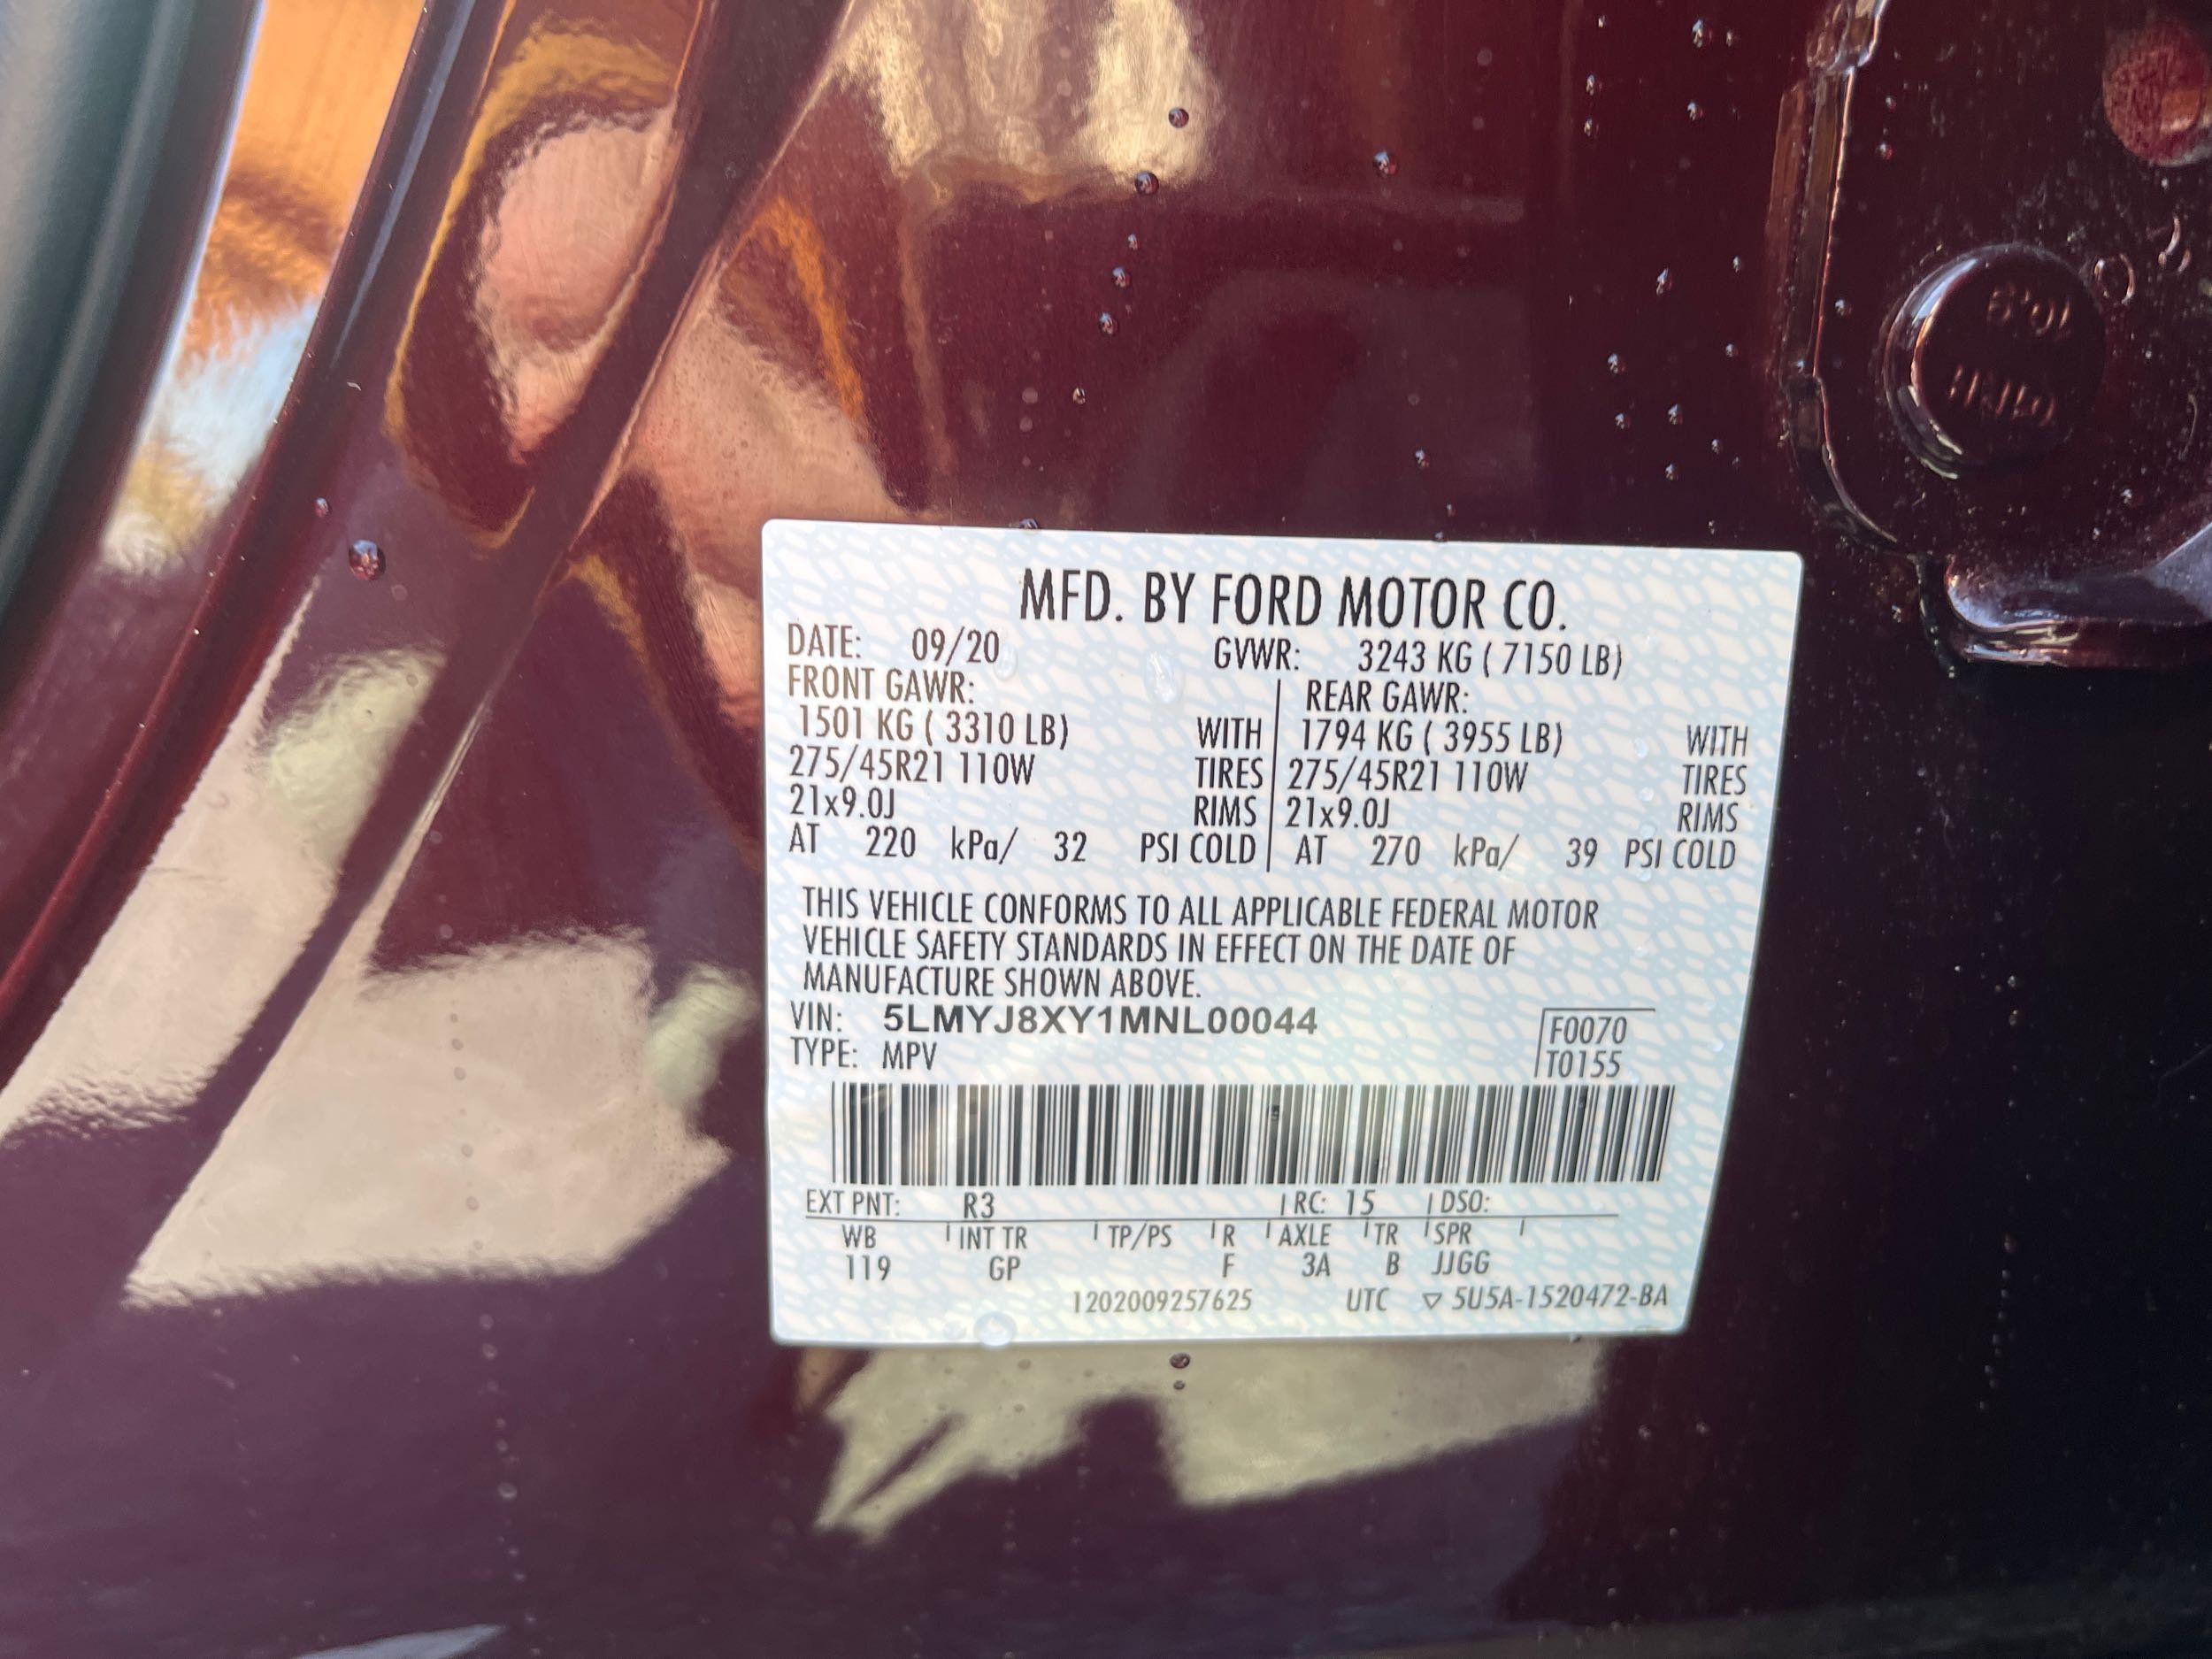 MFD. BY FORD MOTOR CO.
DATE: 09/20 GVWR: 3243 KG ( 7150 LB)
FRONT GAWR: REAR GAWR:
1501 KG ( 3310 LB) WITH 1794 KG ( 3955 LB) WITH
275/45R21 110W TIRES 275/45R21 110W TIRES
21x9.0J RIMS 21x9.0J RIMS
AT 220 kPa/ 32 PSI COLD AT 270 kPa/ 39 PSI COLD
THIS VEHICLE CONFORMS TO ALL APPLICABLE FEDERAL MOTOR
VEHICLE SAFETY STANDARDS IN EFFECT ON THE DATE OF
MANUFACTURE SHOWN ABOVE.
VIN: 5LMYJ8XY1MNL00044 F0070
TYPE: MPV T0155
EXT PNT: R3 RC: 15 DSO:
WB INT TR TP/PS R AXLE TR SPR
119 GP F 3A B JJGG
1202009257625 UTC ▽ 5U5A-1520472-BA
10.9